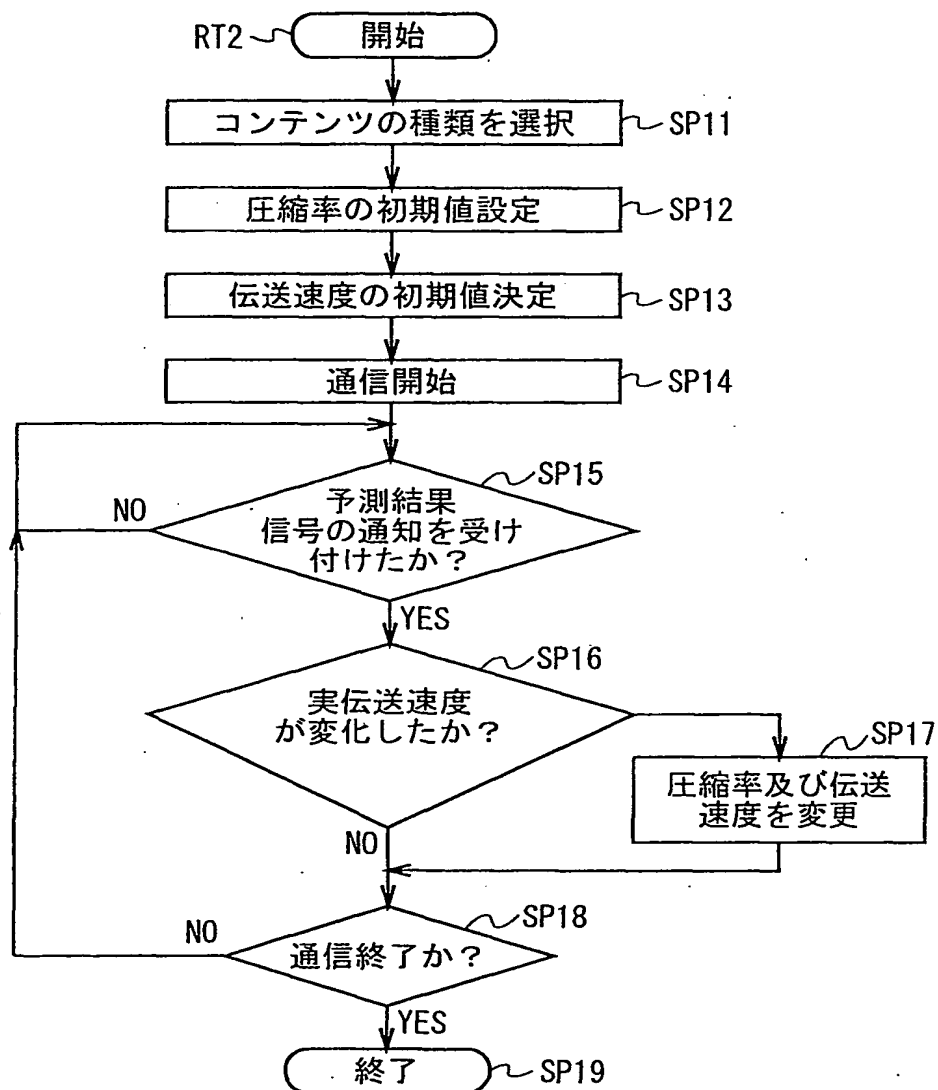 RT2
開始
コンテンツの種類を選択
SP11
圧縮率の初期値設定
SP12
伝送速度の初期値決定
SP13
通信開始
SP14
SP15
予測結果
信号の通知を受け
付けたか？
NO
YES
SP16
実伝送速度
が変化したか？
SP17
圧縮率及び伝送
速度を変更
NO
SP18
通信終了か？
NO
YES
終了
SP19